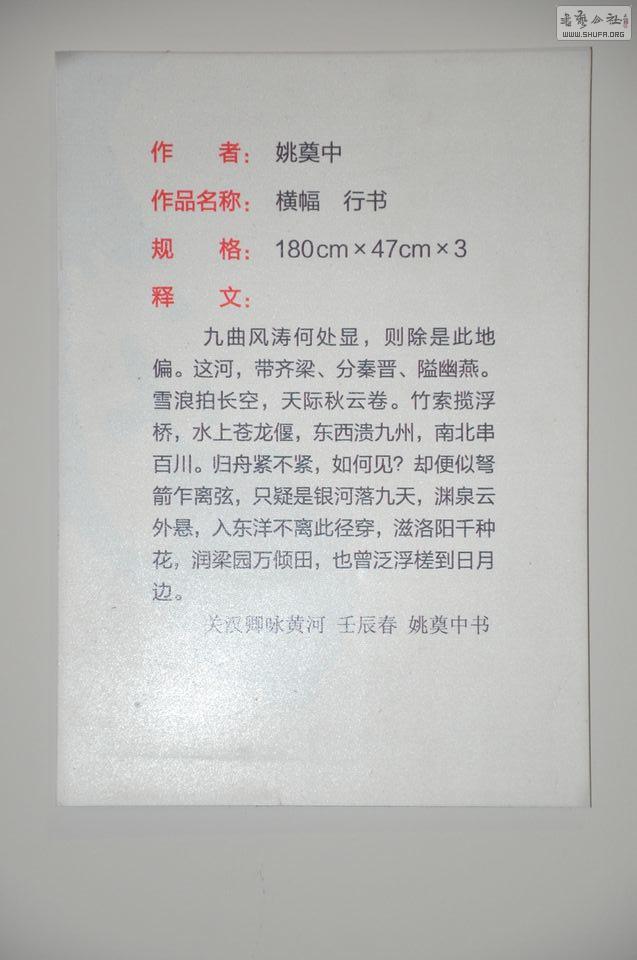 书艺公社
WWW.SHUFA.ORG
作　　者：姚奠中
作品名称：横幅　行书
规　　格：180cm×47cm×3
释　　文：
九曲风涛何处显，则除是此地
偏。这河，带齐梁、分秦晋、隘幽燕。
雪浪拍长空，天际秋云卷。竹索揽浮
桥，水上苍龙偃，东西溃九州，南北串
百川。归舟紧不紧，如何见？却便似弩
箭乍离弦，只疑是银河落九天，渊泉云
外悬，入东洋不离此径穿，滋洛阳千种
花，润梁园万倾田，也曾泛浮槎到日月
边。
关汉卿咏黄河 壬辰春 姚奠中书